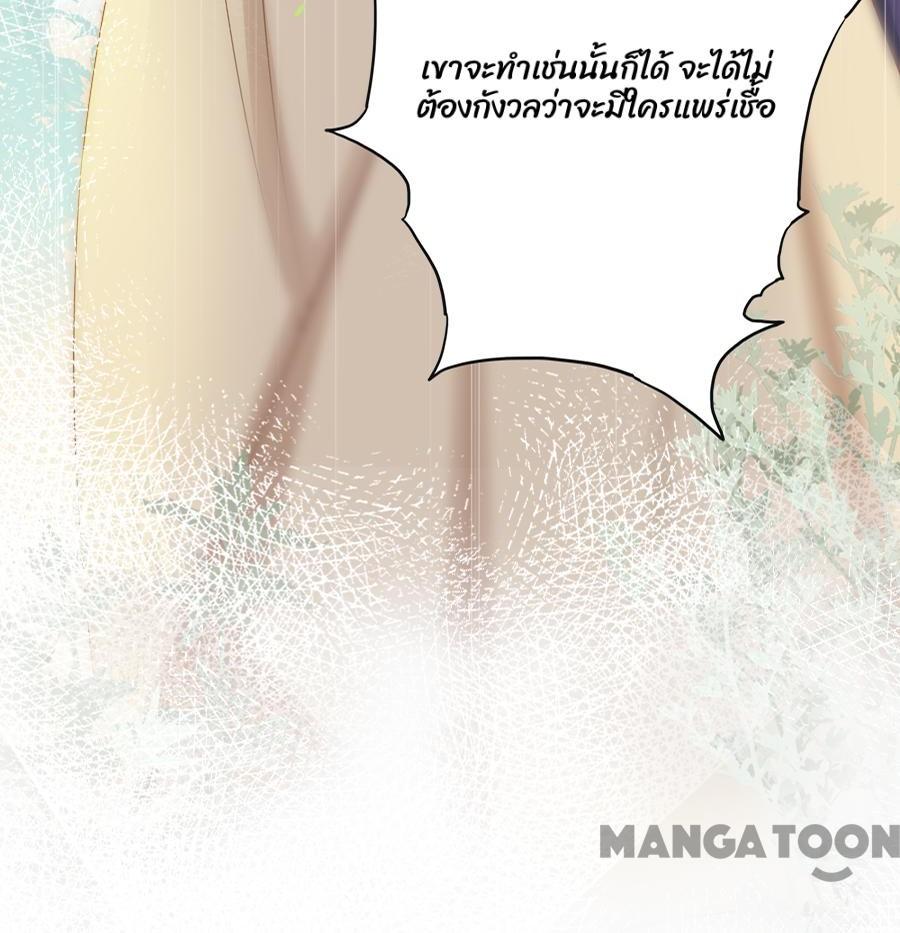 เขาจะทำเช่นนั้นก็ได้ จะได้ไม่
ต้องกังวลว่าจะมีใครแพร่เชื้อ
MANGA TOON